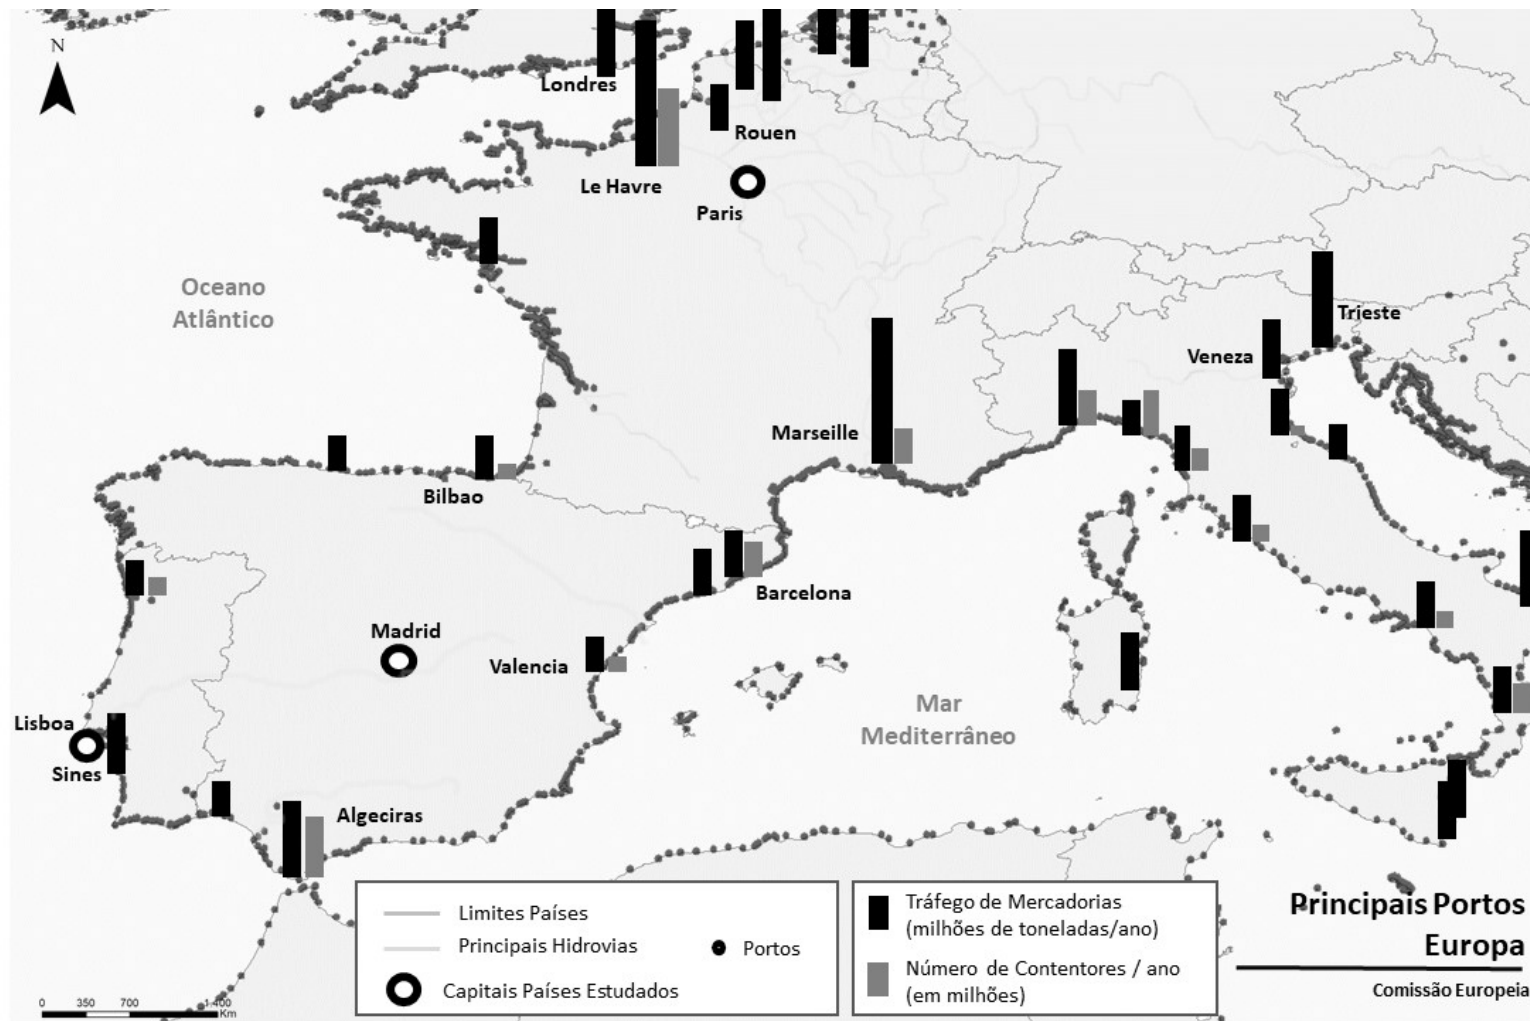 N
Londres
Rouen
Le Havre
Paris
Oceano
Atlântico
Trieste
Veneza
Marseille
Bilbao
Barcelona
Madrid
Valencia
Mar
Mediterrâneo
Lisboa
Sines
Algeciras
Limites Países
Principais Hidrovias
Portos
Capitais Países Estudados
Tráfego de Mercadorias
(milhões de toneladas/ano)
Número de Contentores / ano
(em milhões)
Principais Portos
Europa
Comissão Europeia
0 350 700 1.400
Km